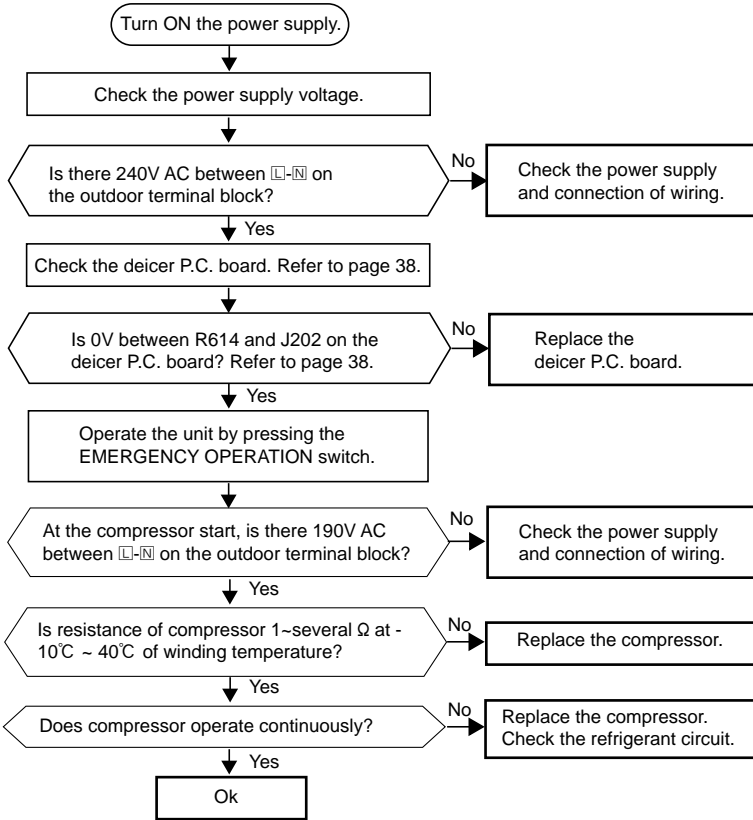 Turn ON the power supply.
Check the power supply voltage.
Is there 240V AC between L-N on
the outdoor terminal block?
No
Check the power supply
and connection of wiring.
Yes
Check the deicer P.C. board. Refer to page 38.
Is 0V between R614 and J202 on the
deicer P.C. board? Refer to page 38.
No
Replace the
deicer P.C. board.
Yes
Operate the unit by pressing the
EMERGENCY OPERATION switch.
At the compressor start, is there 190V AC
between L-N on the outdoor terminal block?
No
Check the power supply
and connection of wiring.
Yes
Is resistance of compressor 1~several Ω at -
10℃ ~ 40℃ of winding temperature?
No
Replace the compressor.
Yes
Does compressor operate continuously?
No
Replace the compressor.
Check the refrigerant circuit.
Yes
Ok